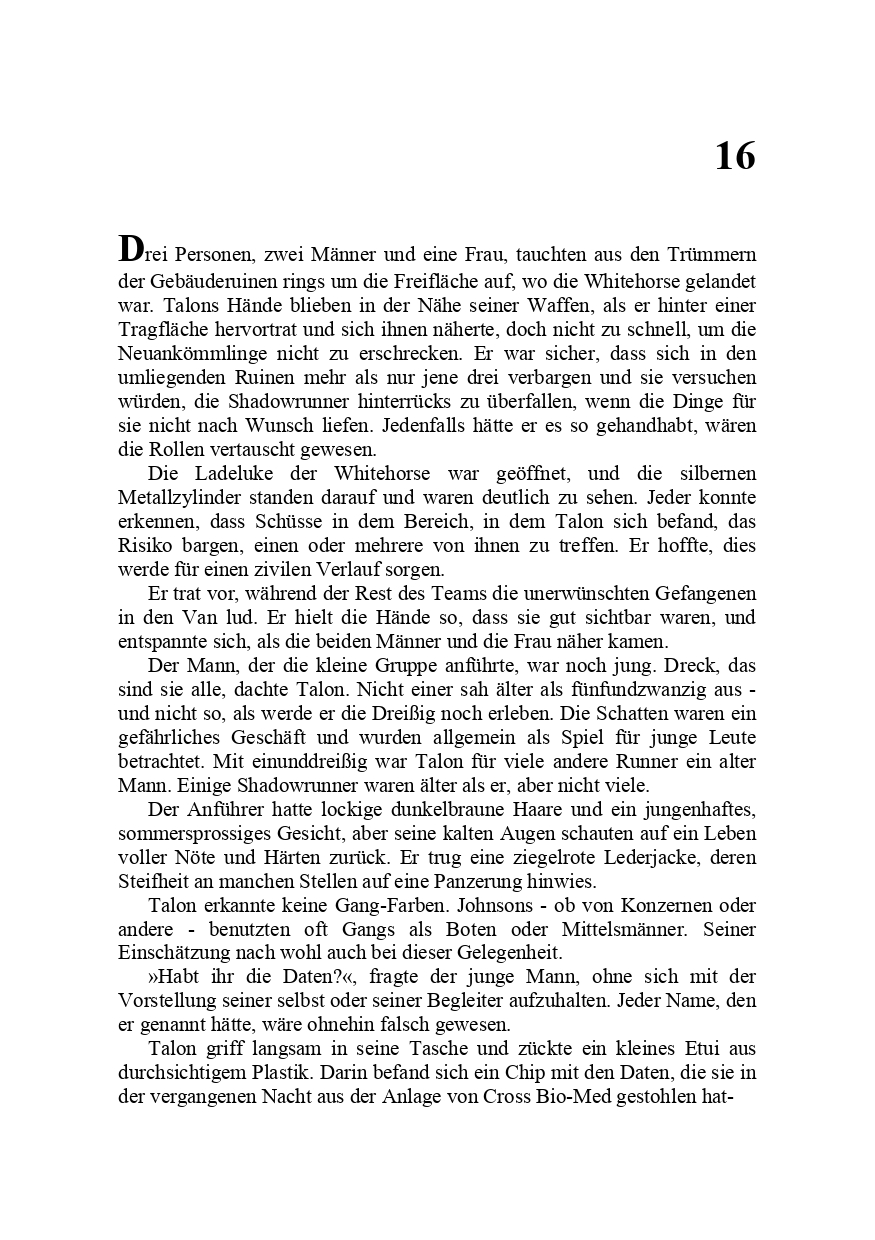 16
Drei Personen, zwei Männer und eine Frau, tauchten aus den Trümmern
der Gebäuderuinen rings um die Freifläche auf, wo die Whitehorse gelandet
war. Talons Hände blieben in der Nähe seiner Waffen, als er hinter einer
Tragfläche hervortrat und sich ihnen näherte, doch nicht zu schnell, um die
Neuankömmlinge nicht zu erschrecken. Er war sicher, dass sich in den
umliegenden Ruinen mehr als nur jene drei verbargen und sie versuchen
würden, die Shadowrunner hinterrücks zu überfallen, wenn die Dinge für
sie nicht nach Wunsch liefen. Jedenfalls hätte er es so gehandhabt, wären
die Rollen vertauscht gewesen.
Die Ladeluke der Whitehorse war geöffnet, und die silbernen
Metallzylinder standen darauf und waren deutlich zu sehen. Jeder konnte
erkennen, dass Schüsse in dem Bereich, in dem Talon sich befand, das
Risiko bargen, einen oder mehrere von ihnen zu treffen. Er hoffte, dies
werde für einen zivilen Verlauf sorgen.
Er trat vor, während der Rest des Teams die unerwünschten Gefangenen
in den Van lud. Er hielt die Hände so, dass sie gut sichtbar waren, und
entspannte sich, als die beiden Männer und die Frau näher kamen.
Der Mann, der die kleine Gruppe anführte, war noch jung. Dreck, das
sind sie alle, dachte Talon. Nicht einer sah älter als fünfundzwanzig aus -
und nicht so, als werde er die Dreißig noch erleben. Die Schatten waren ein
gefährliches Geschäft und wurden allgemein als Spiel für junge Leute
betrachtet. Mit einunddreißig war Talon für viele andere Runner ein alter
Mann. Einige Shadowrunner waren älter als er, aber nicht viele.
Der Anführer hatte lockige dunkelbraune Haare und ein jungenhaftes,
sommersprossiges Gesicht, aber seine kalten Augen schauten auf ein Leben
voller Nöte und Härten zurück. Er trug eine ziegelrote Lederjacke, deren
Steifheit an manchen Stellen auf eine Panzerung hinwies.
Talon erkannte keine Gang-Farben. Johnsons - ob von Konzernen oder
andere - benutzten oft Gangs als Boten oder Mittelsmänner. Seiner
Einschätzung nach wohl auch bei dieser Gelegenheit.
»Habt ihr die Daten?«, fragte der junge Mann, ohne sich mit der
Vorstellung seiner selbst oder seiner Begleiter aufzuhalten. Jeder Name, den
er genannt hätte, wäre ohnehin falsch gewesen.
Talon griff langsam in seine Tasche und zückte ein kleines Etui aus
durchsichtigem Plastik. Darin befand sich ein Chip mit den Daten, die sie in
der vergangenen Nacht aus der Anlage von Cross Bio-Med gestohlen hat-